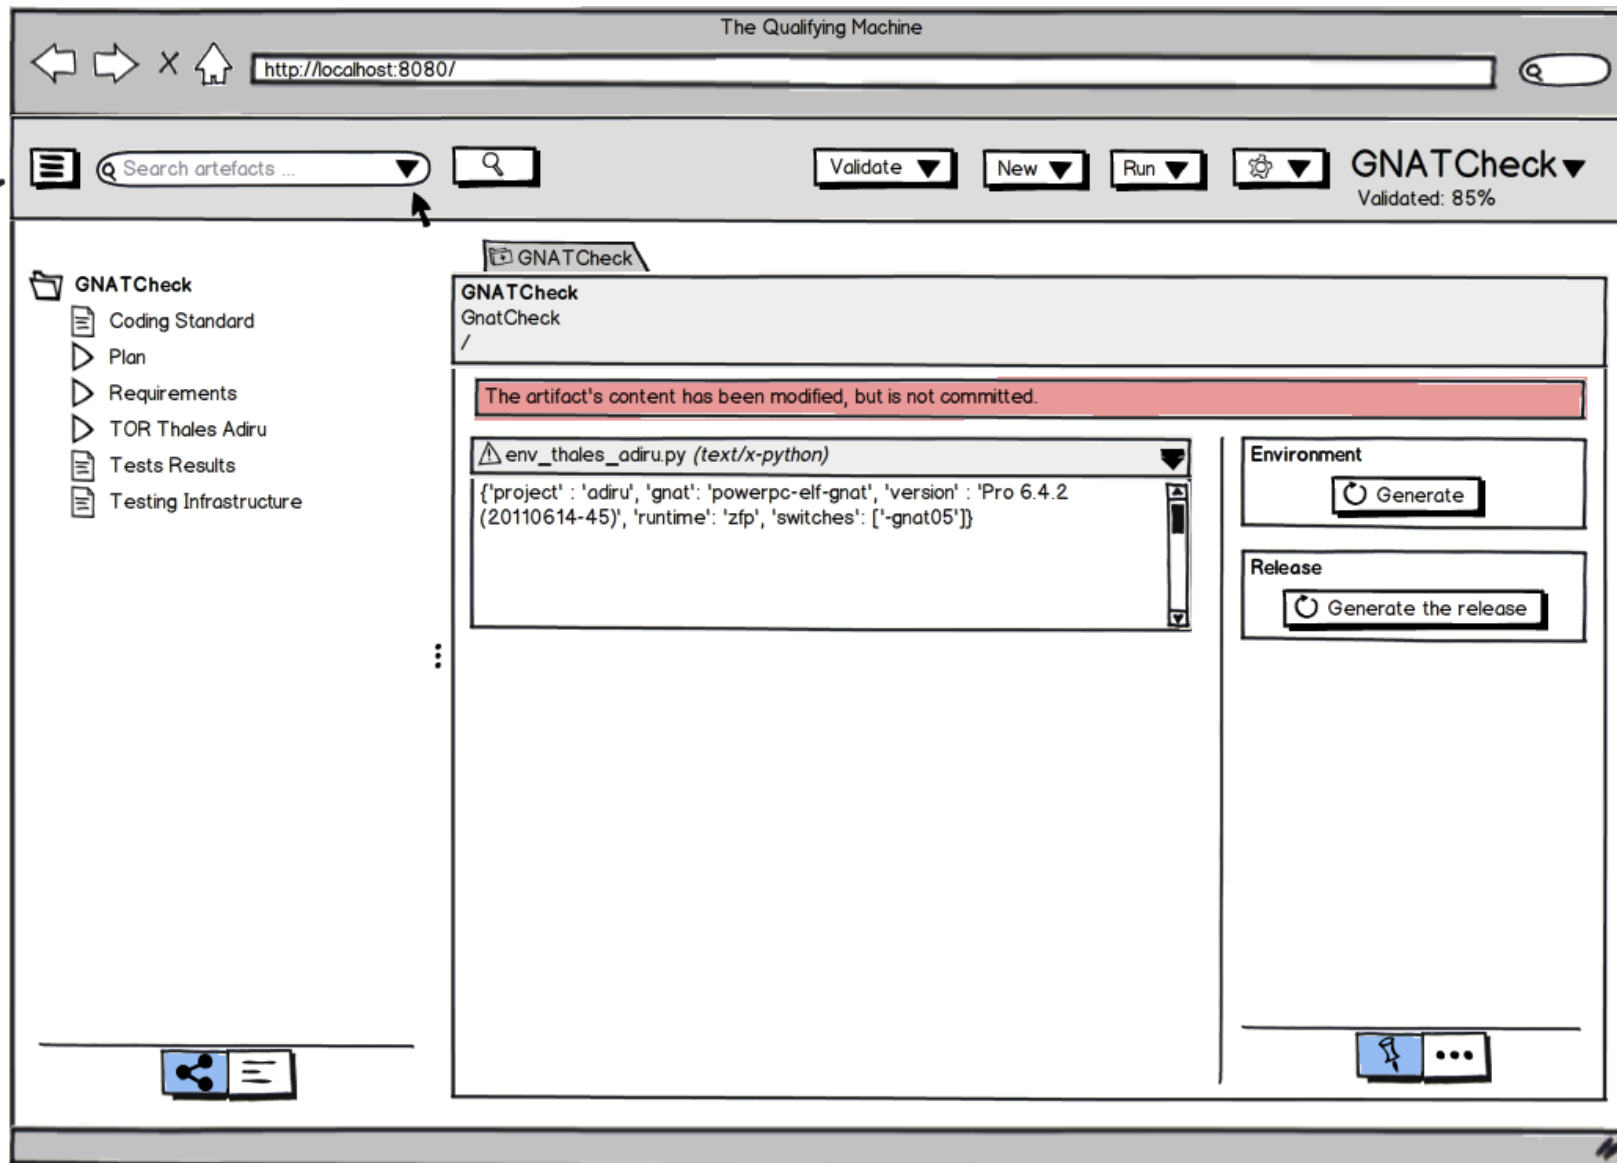 The Qualifying Machine
http://localhost:8080/
Search artefacts ...
Validate
New
Run
GNATCheck
Validated: 85%
GNATCheck
Coding Standard
Plan
Requirements
TOR Thales Adiru
Tests Results
Testing Infrastructure
GNATCheck
GNATCheck
GnatCheck
/
The artifact's content has been modified, but is not committed.
env_thales_adiru.py (text/x-python)
{'project' : 'adiru', 'gnat': 'powerpc-elf-gnat', 'version' : 'Pro 6.4.2
(20110614-45)', 'runtime': 'zfp', 'switches': ['-gnat05']}
Environment
Generate
Release
Generate the release